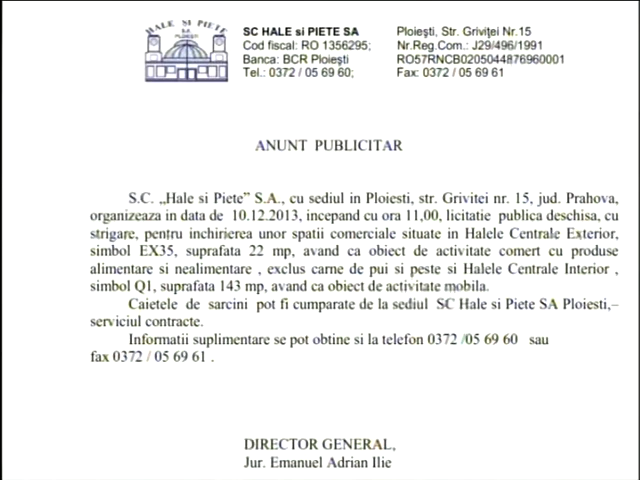 HALE SI PIETE
S.A.
PLOIESTI
SC HALE si PIETE SA
Cod fiscal: RO 1356295;
Banca: BCR Ploieşti
Tel.: 0372 / 05 69 60;
Ploieşti, Str. Griviţei Nr.15
Nr.Reg.Com.: J29/496/1991
RO57RNCB0205044876960001
Fax: 0372 / 05 69 61
ANUNT PUBLICITAR
S.C. „Hale si Piete” S.A., cu sediul in Ploiesti, str. Grivitei nr. 15, jud. Prahova,
organizeaza in data de 10.12.2013, incepand cu ora 11,00, licitatie publica deschisa, cu
strigare, pentru inchirierea unor spatii comerciale situate in Halele Centrale Exterior,
simbol EX35, suprafata 22 mp, avand ca obiect de activitate comert cu produse
alimentare si nealimentare , exclus carne de pui si peste si Halele Centrale Interior ,
simbol Q1, suprafata 143 mp, avand ca obiect de activitate mobila.
Caietele de sarcini pot fi cumparate de la sediul SC Hale si Piete SA Ploiesti,–
serviciul contracte.
Informatii suplimentare se pot obtine si la telefon 0372 /05 69 60 sau
fax 0372 / 05 69 61 .
DIRECTOR GENERAL,
Jur. Emanuel Adrian Ilie